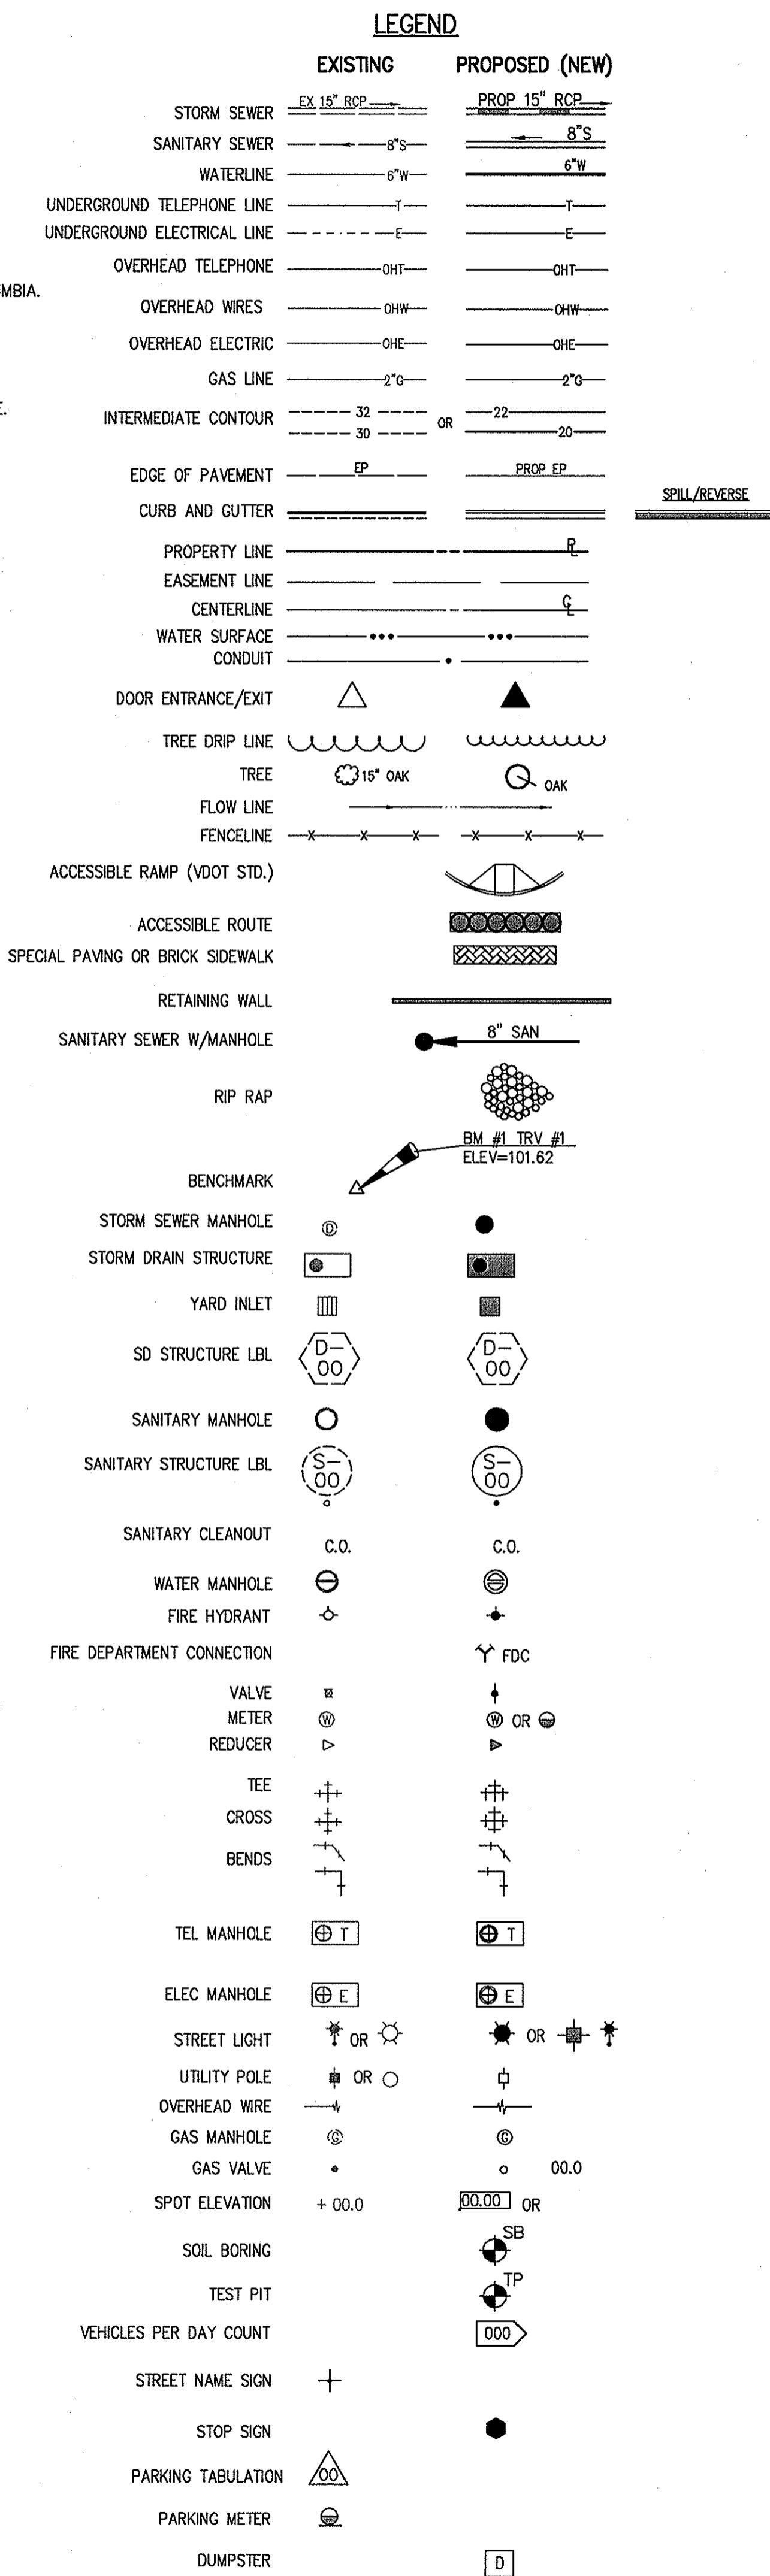 LEGEND
EXISTING PROPOSED (NEW)
STORM SEWER EX 15" RCP PROP 15" RCP
SANITARY SEWER 8"S 8"S
WATERLINE 6"W 6"W
UNDERGROUND TELEPHONE LINE T T
UNDERGROUND ELECTRICAL LINE E E
OVERHEAD TELEPHONE OHT OHT
MBIA.
OVERHEAD WIRES OHW OHW
OVERHEAD ELECTRIC OHE OHE
GAS LINE 2"G 2"G
E.
INTERMEDIATE CONTOUR 32 30 OR 22 20
EDGE OF PAVEMENT EP PROP EP
SPILL/REVERSE
CURB AND GUTTER
PROPERTY LINE PL
EASEMENT LINE
CENTERLINE CL
WATER SURFACE
CONDUIT
DOOR ENTRANCE/EXIT
TREE DRIP LINE
TREE 15" OAK OAK
FLOW LINE
FENCELINE X X X X X X
ACCESSIBLE RAMP (VDOT STD.)
ACCESSIBLE ROUTE
SPECIAL PAVING OR BRICK SIDEWALK
RETAINING WALL
SANITARY SEWER W/MANHOLE 8" SAN
RIP RAP
BM #1 TRV #1
ELEV=101.62
BENCHMARK
STORM SEWER MANHOLE D
STORM DRAIN STRUCTURE
YARD INLET
SD STRUCTURE LBL D-00 D-00
SANITARY MANHOLE
SANITARY STRUCTURE LBL S-00 S-00
SANITARY CLEANOUT C.O. C.O.
WATER MANHOLE
FIRE HYDRANT
FIRE DEPARTMENT CONNECTION FDC
VALVE
METER W W OR
REDUCER
TEE
CROSS
BENDS
TEL MANHOLE T T
ELEC MANHOLE E E
STREET LIGHT OR OR
UTILITY POLE OR
OVERHEAD WIRE
GAS MANHOLE G G
GAS VALVE 00.0
SPOT ELEVATION + 00.0 00.00 OR
SOIL BORING SB
TEST PIT TP
VEHICLES PER DAY COUNT 000
STREET NAME SIGN
STOP SIGN
PARKING TABULATION 00
PARKING METER
DUMPSTER D